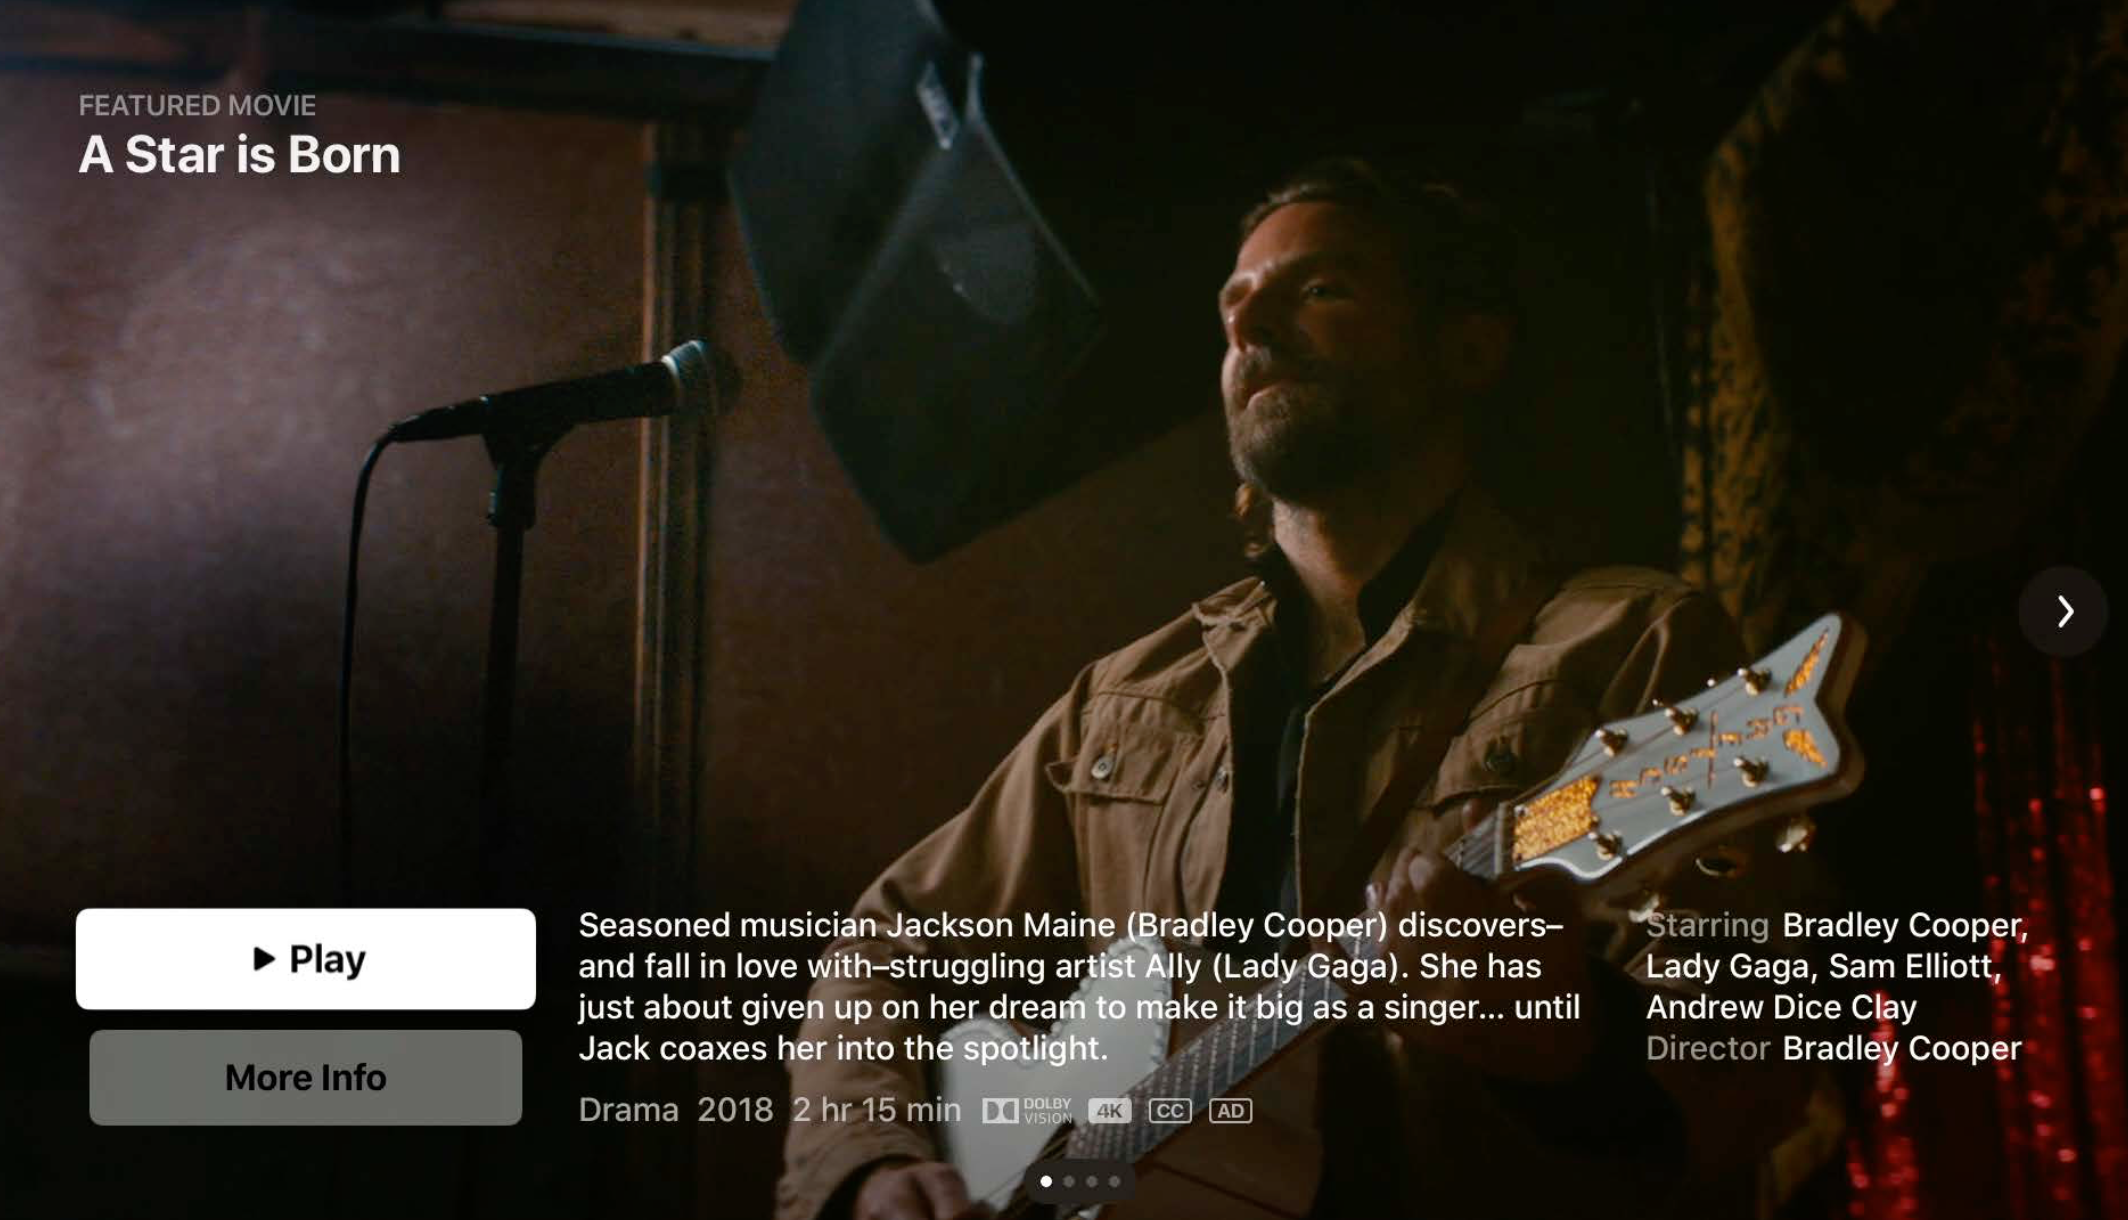 FEATURED MOVIE
A Star is Born
Play
More Info
Seasoned musician Jackson Maine (Bradley Cooper) discovers–
and fall in love with–struggling artist Ally (Lady Gaga). She has
just about given up on her dream to make it big as a singer... until
Jack coaxes her into the spotlight.
Drama 2018 2 hr 15 min DOLBY VISION 4K CC AD
Starring Bradley Cooper,
Lady Gaga, Sam Elliott,
Andrew Dice Clay
Director Bradley Cooper